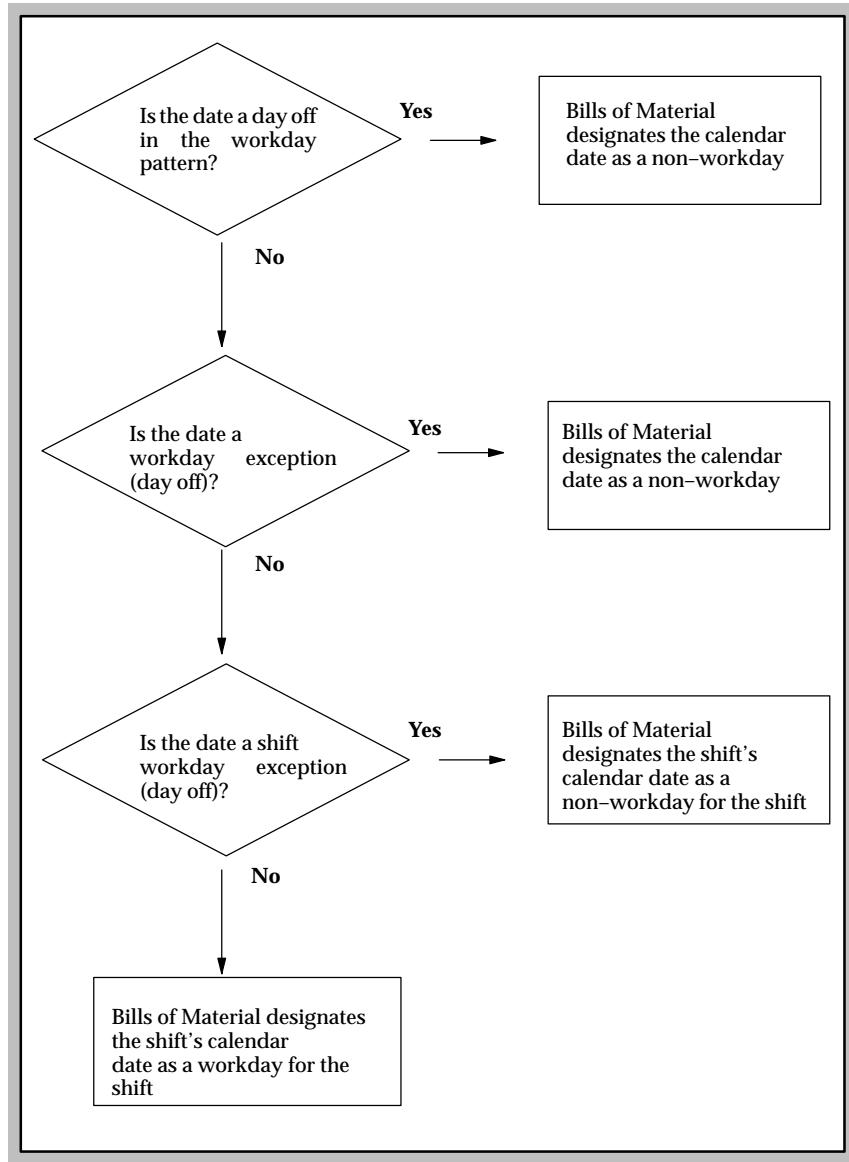 Is the date a day off
in the workday
pattern?
Yes
Bills of Material
designates the calendar
date as a non–workday
No
Is the date a
workday exception
(day off)?
Yes
Bills of Material
designates the calendar
date as a non–workday
No
Is the date a shift
workday exception
(day off)?
Yes
Bills of Material
designates the shift’s
calendar date as a
non–workday for the shift
No
Bills of Material designates
the shift’s calendar
date as a workday for the
shift